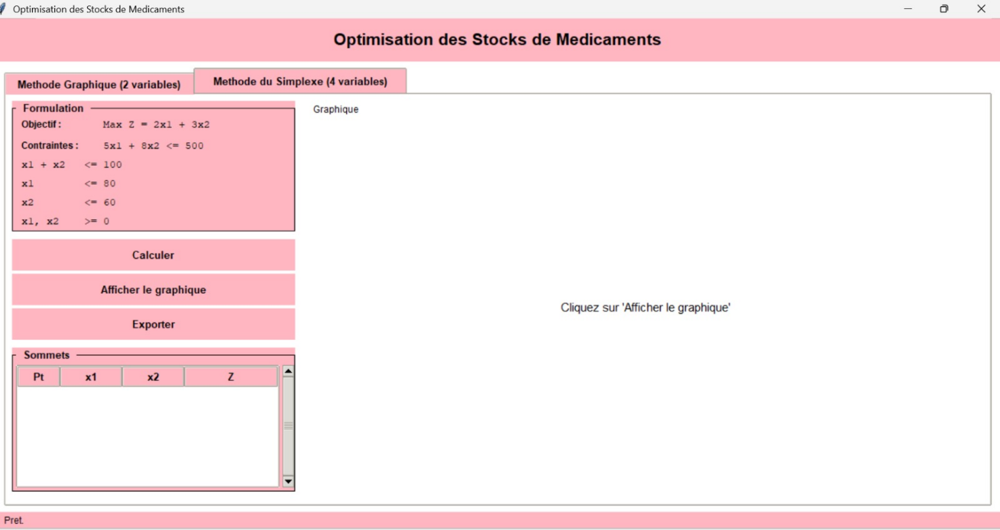 Optimisation des Stocks de Medicaments
Optimisation des Stocks de Medicaments
Methode Graphique (2 variables)
Methode du Simplexe (4 variables)
Formulation
Objectif: Max Z = 2x1 + 3x2
Contraintes: 5x1 + 8x2 <= 500
x1 + x2 <= 100
x1 <= 80
x2 <= 60
x1, x2 >= 0
Calculer
Afficher le graphique
Exporter
Sommets
Pt x1 x2 Z
Graphique
Cliquez sur 'Afficher le graphique'
Pret.